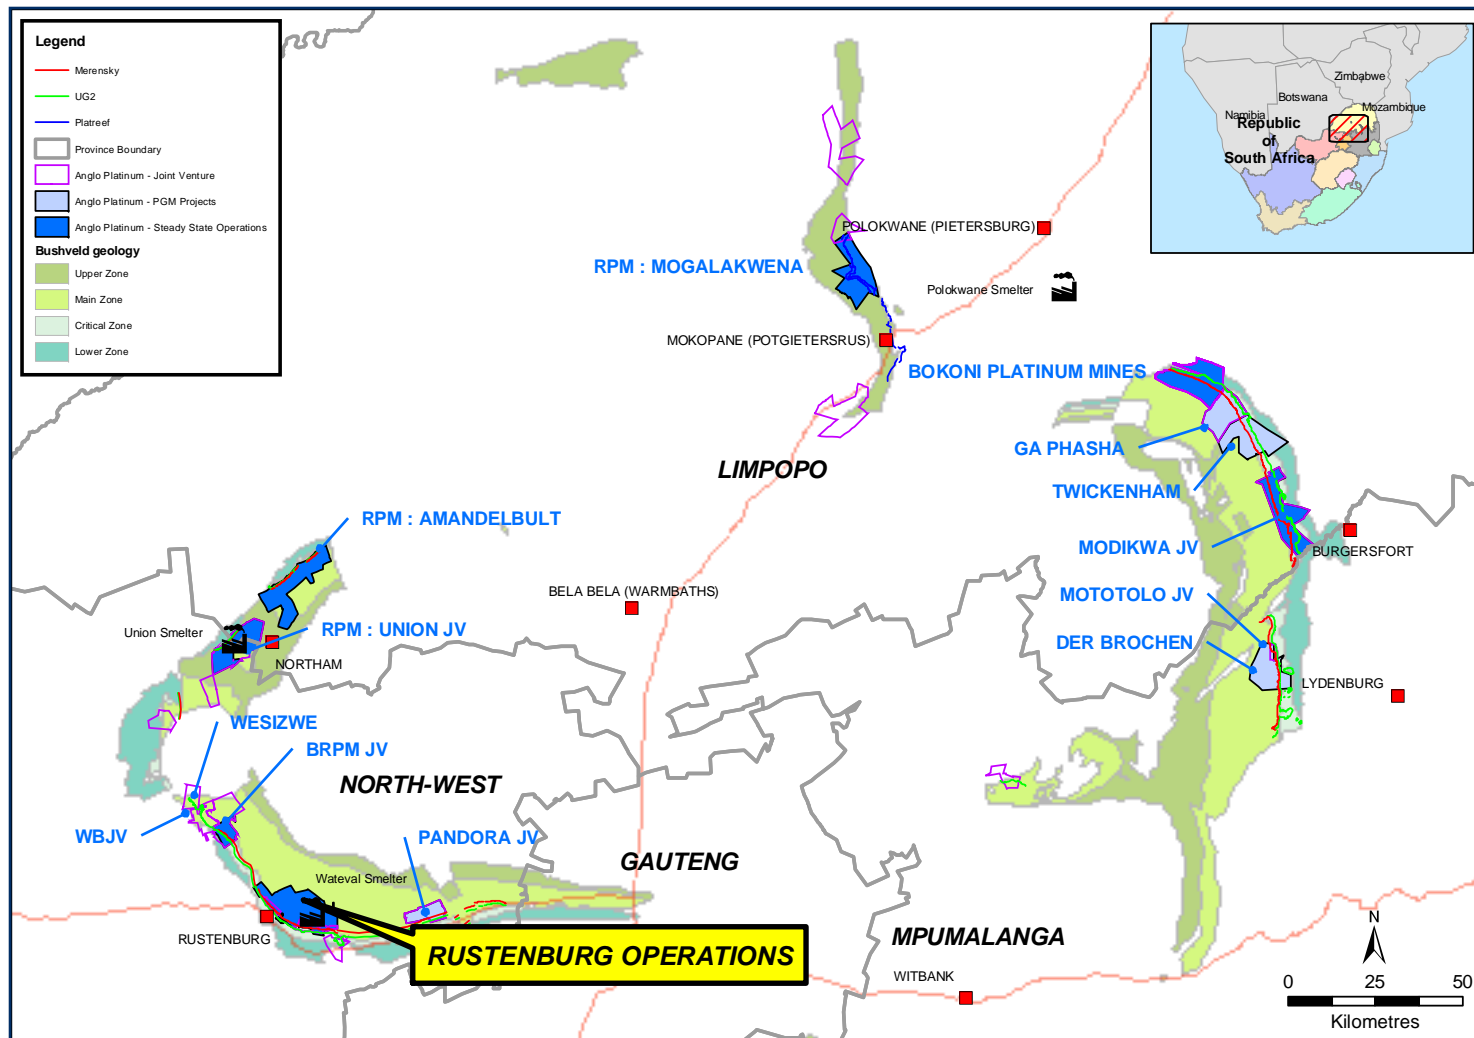 Legend
Merensky
UG2
Platreef
Province Boundary
Anglo Platinum - Joint Venture
Anglo Platinum - PGM Projects
Anglo Platinum - Steady State Operations
Bushveld geology
Upper Zone
Main Zone
Critical Zone
Lower Zone
Zimbabwe
Botswana
Mozambique
Namibia
Republic
of
South Africa
POLOKWANE (PIETERSBURG)
RPM : MOGALAKWENA
Polokwane Smelter
MOKOPANE (POTGIETERSRUS)
BOKONI PLATINUM MINES
GA PHASHA
LIMPOPO
TWICKENHAM
RPM : AMANDELBULT
MODIKWA JV
BURGERSFORT
BELA BELA (WARMBATHS)
MOTOTOLO JV
Union Smelter
RPM : UNION JV
DER BROCHEN
NORTHAM
LYDENBURG
WESIZWE
BRPM JV
NORTH-WEST
WBJV
PANDORA JV
GAUTENG
Wateval Smelter
RUSTENBURG
RUSTENBURG OPERATIONS
MPUMALANGA
WITBANK
N
0 25 50
Kilometres